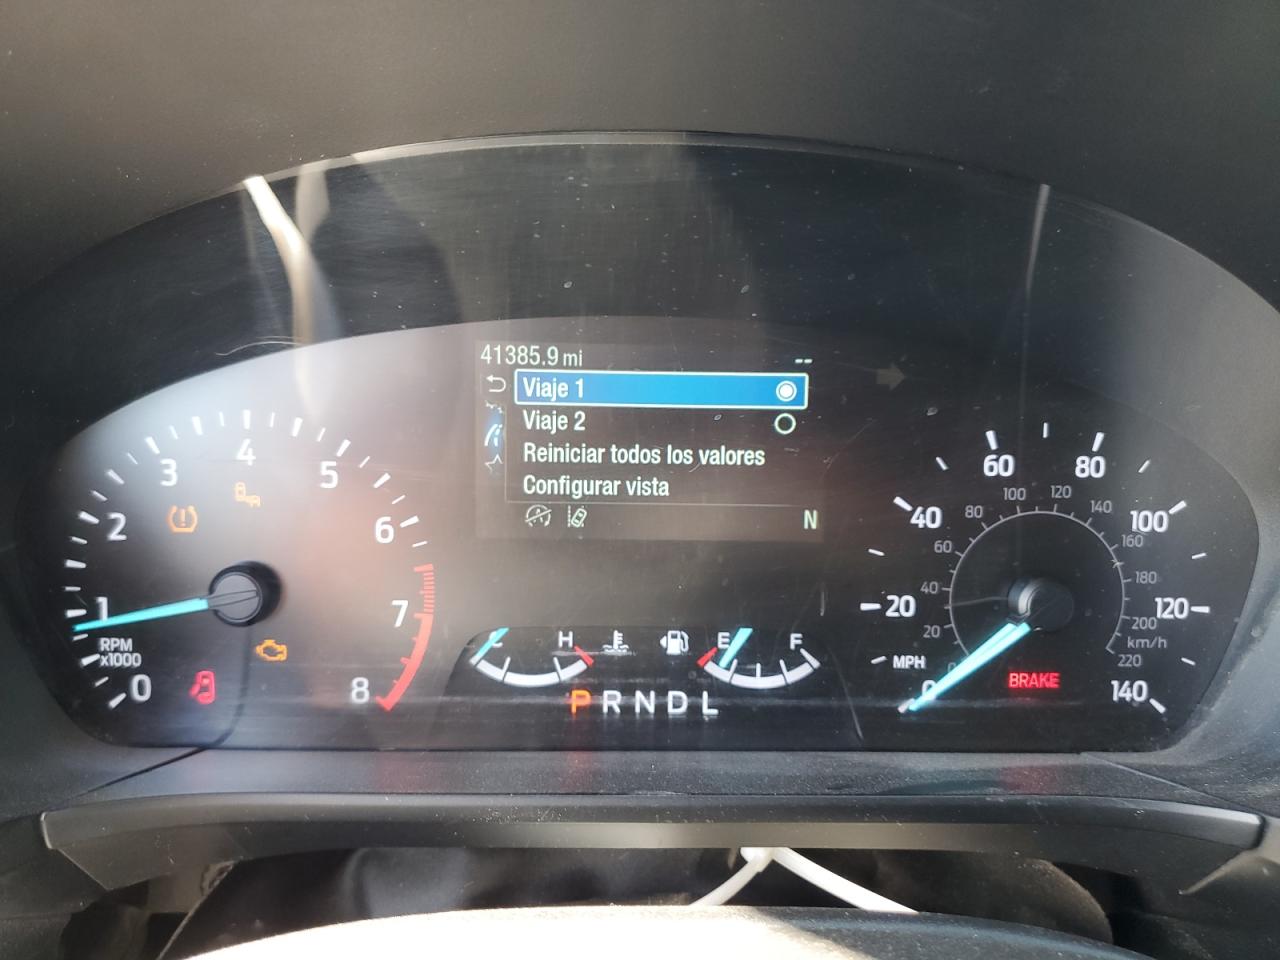 41385.9 mi --
Viaje 1
Viaje 2
Reiniciar todos los valores
Configurar vista
N
0
1
2
3
4
5
6
7
8
RPM
x1000
C H
E F
P R N D L
0
20
40
60
80
100
120
140
MPH
0
20
40
60
80
100
120
140
160
180
200
220
km/h
BRAKE